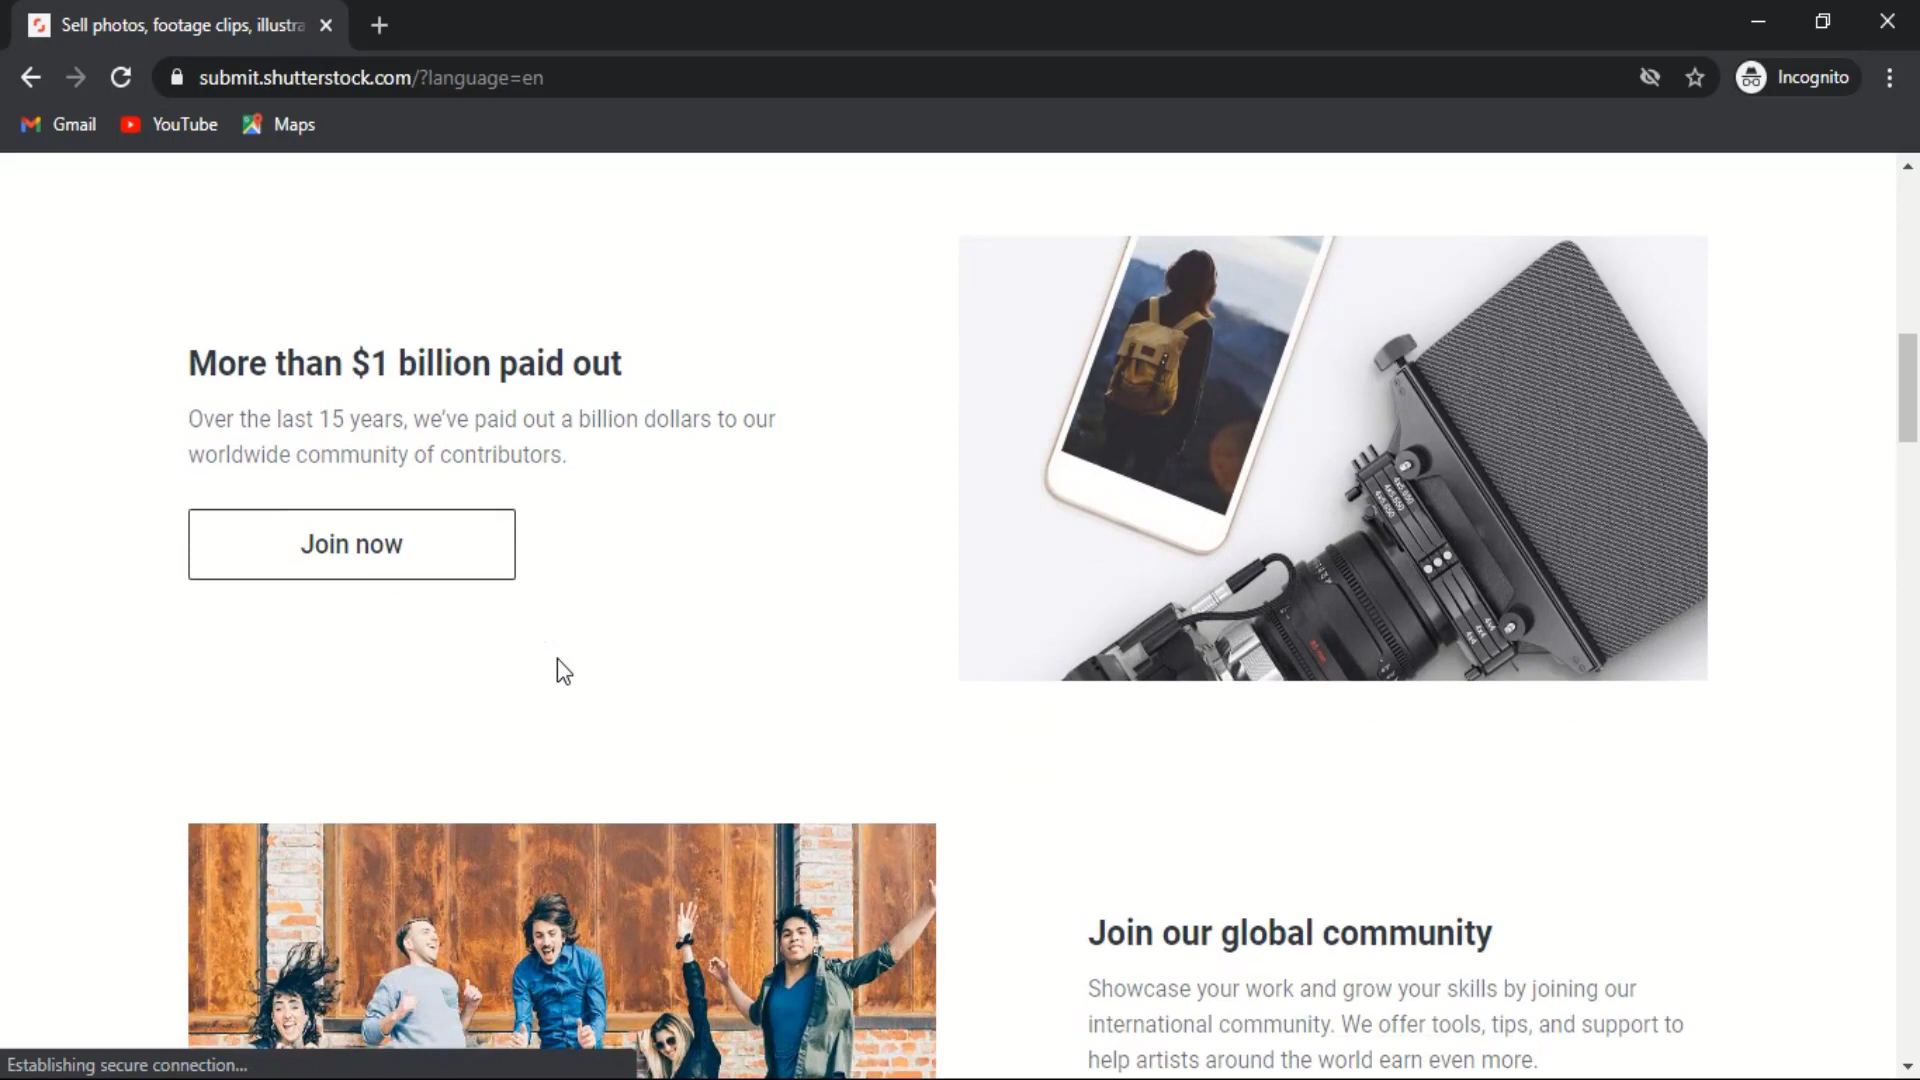 Sell photos, footage clips, illustra
submit.shutterstock.com/?language=en
Incognito
Gmail
YouTube
Maps
More than $1 billion paid out
Over the last 15 years, we've paid out a billion dollars to our
worldwide community of contributors.
Join now
Join our global community
Showcase your work and grow your skills by joining our
international community. We offer tools, tips, and support to
help artists around the world earn even more.
Establishing secure connection...